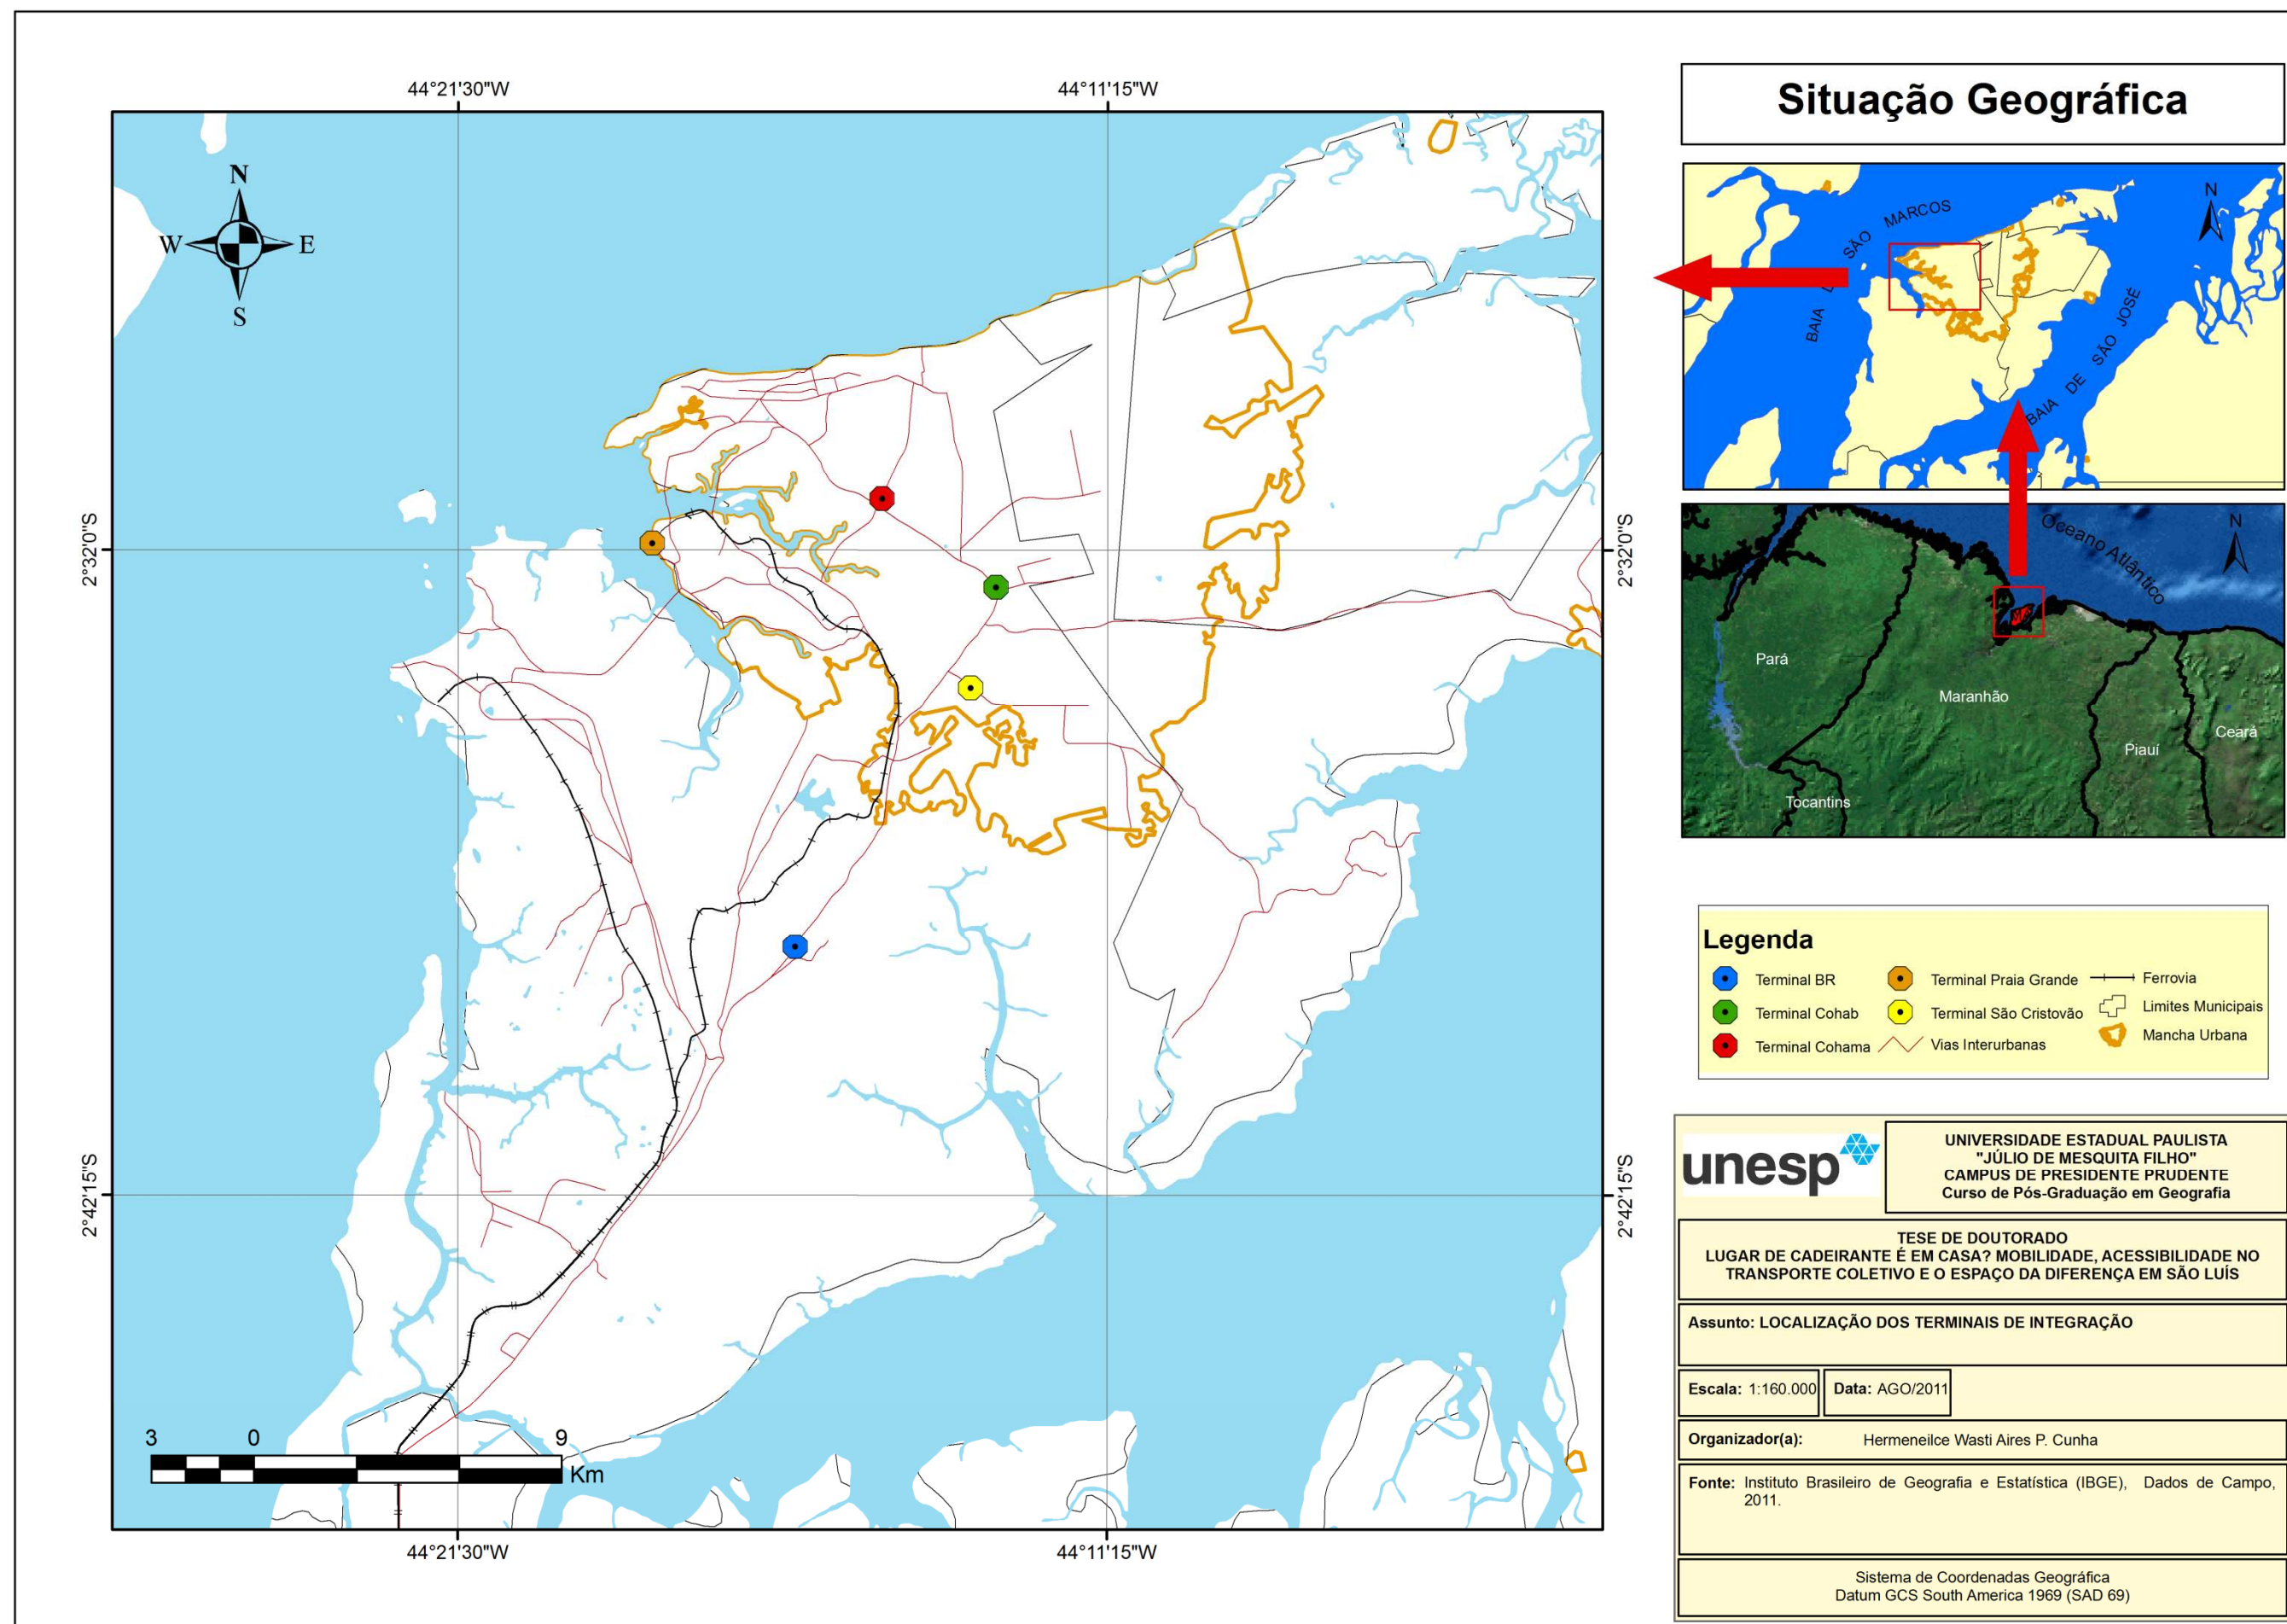 44°21'30"W
44°11'15"W
N
W
E
S
2°32'0"S
2°32'0"S
2°42'15"S
2°42'15"S
3
0
9
Km
44°21'30"W
44°11'15"W
Situação Geográfica
N
BAIA D
SÃO MARCOS
BAIA DE SÃO JOSÉ
Oceano Atlântico
N
Pará
Maranhão
Ceará
Piauí
Tocantins
Legenda
Terminal BR
Terminal Praia Grande
Ferrovia
Terminal Cohab
Terminal São Cristovão
Limites Municipais
Terminal Cohama
Vias Interurbanas
Mancha Urbana
unesp
UNIVERSIDADE ESTADUAL PAULISTA
"JÚLIO DE MESQUITA FILHO"
CAMPUS DE PRESIDENTE PRUDENTE
Curso de Pós-Graduação em Geografia
TESE DE DOUTORADO
LUGAR DE CADEIRANTE É EM CASA? MOBILIDADE, ACESSIBILIDADE NO
TRANSPORTE COLETIVO E O ESPAÇO DA DIFERENÇA EM SÃO LUÍS
Assunto: LOCALIZAÇÃO DOS TERMINAIS DE INTEGRAÇÃO
Escala: 1:160.000
Data: AGO/2011
Organizador(a): Hermeneilce Wasti Aires P. Cunha
Fonte: Instituto Brasileiro de Geografia e Estatística (IBGE), Dados de Campo,
2011.
Sistema de Coordenadas Geográfica
Datum GCS South America 1969 (SAD 69)